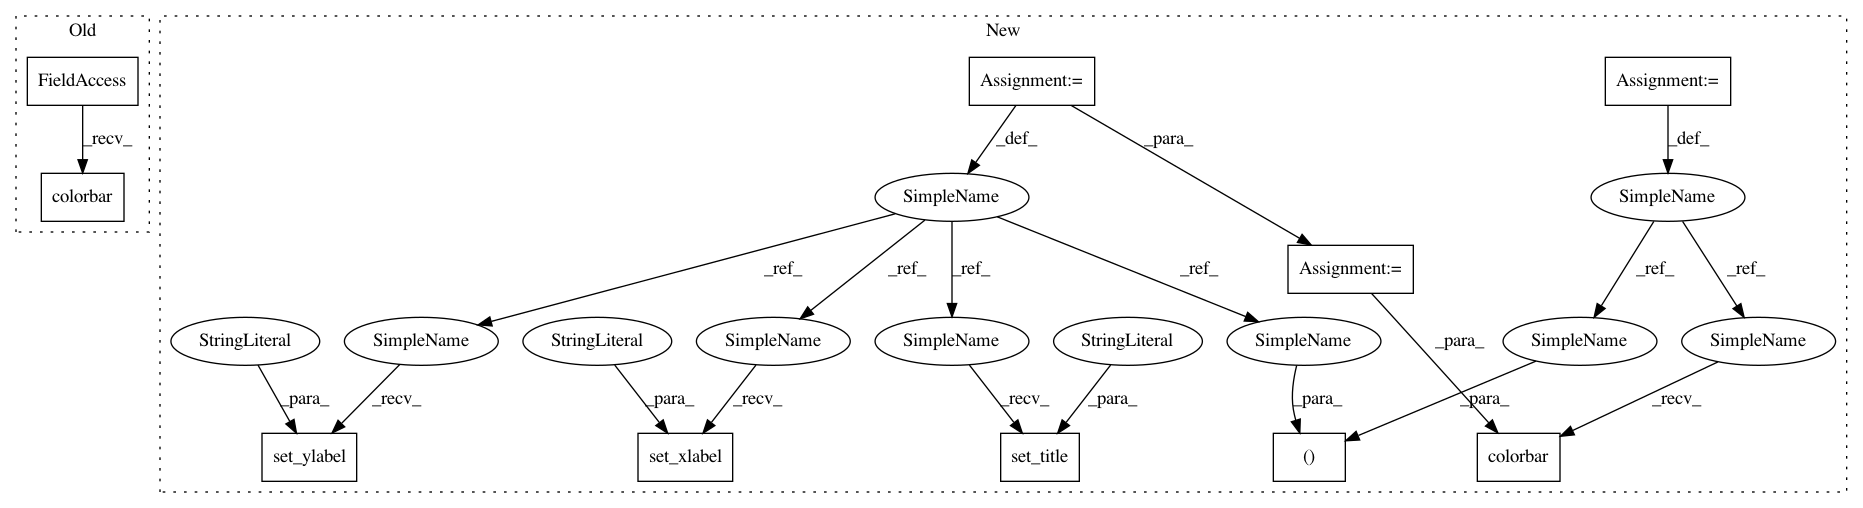 Old
New
FieldAccess
Assignment:=
Assignment:=
_recv_
_def_
_para_
_def_
colorbar
SimpleName
SimpleName
_ref_
_ref_
_ref_
_ref_
Assignment:=
_ref_
_ref_
StringLiteral
SimpleName
StringLiteral
SimpleName
SimpleName
StringLiteral
SimpleName
SimpleName
SimpleName
_para_
_para_
_recv_
_para_
_recv_
_recv_
_para_
_para_
_para_
_recv_
set_ylabel
set_xlabel
set_title
()
colorbar